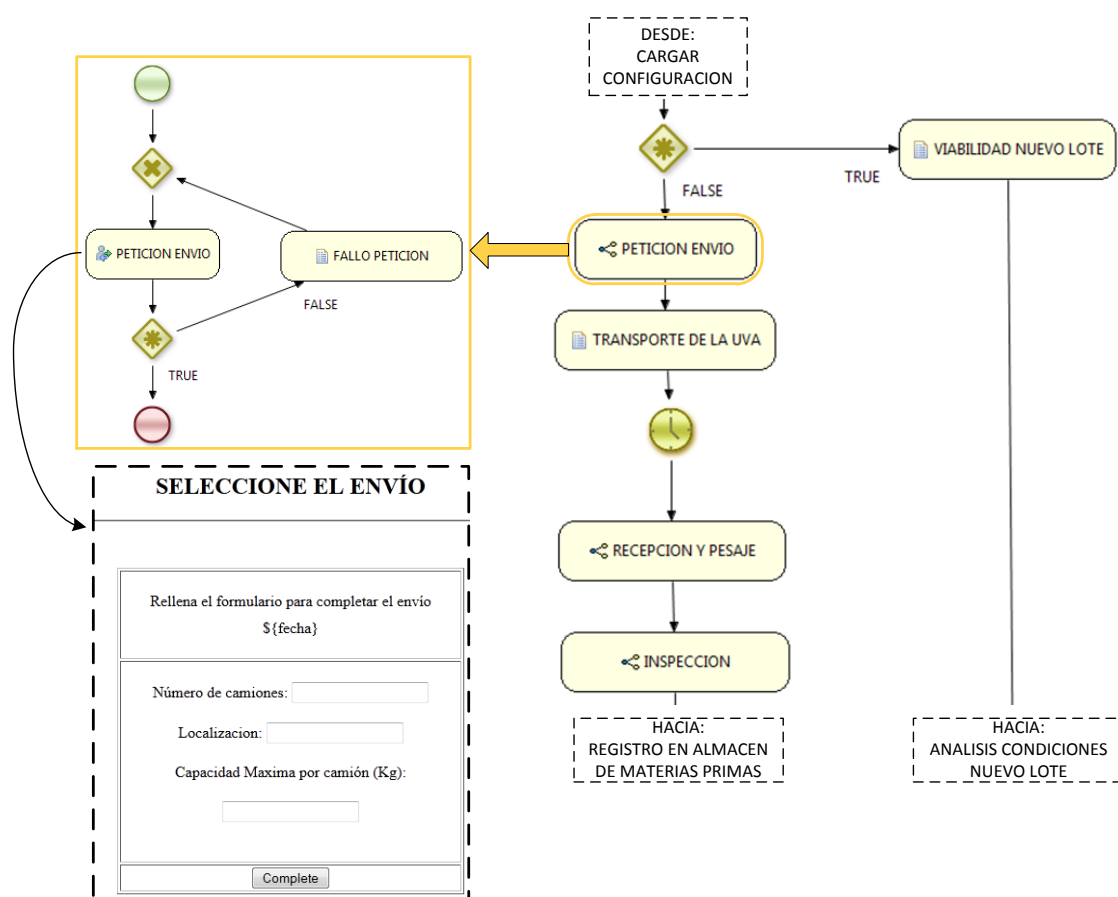 DESDE:
CARGAR
CONFIGURACION
VIABILIDAD NUEVO LOTE
TRUE
FALSE
PETICION ENVIO
TRANSPORTE DE LA UVA
RECEPCION Y PESAJE
INSPECCION
HACIA:
REGISTRO EN ALMACEN
DE MATERIAS PRIMAS
HACIA:
ANALISIS CONDICIONES
NUEVO LOTE
PETICION ENVIO
FALLO PETICION
FALSE
TRUE
SELECCIONE EL ENVÍO
Rellena el formulario para completar el envío
${fecha}
Número de camiones:
Localizacion:
Capacidad Maxima por camión (Kg):
Complete